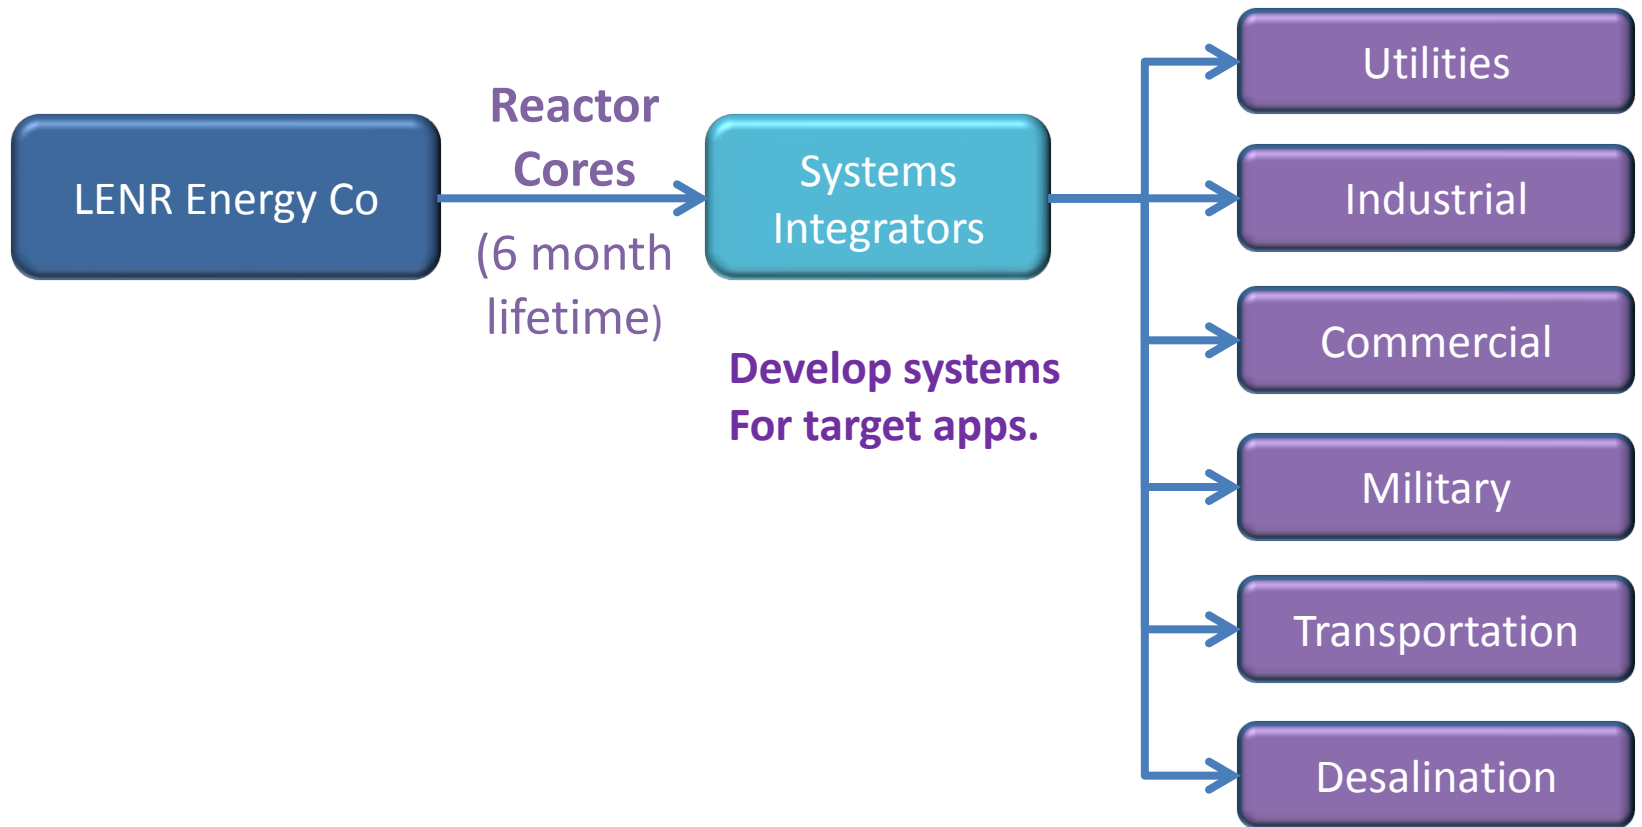 LENR Energy Co
Reactor
Cores
(6 month
lifetime)
Systems
Integrators
Develop systems
For target apps.
Utilities
Industrial
Commercial
Military
Transportation
Desalination